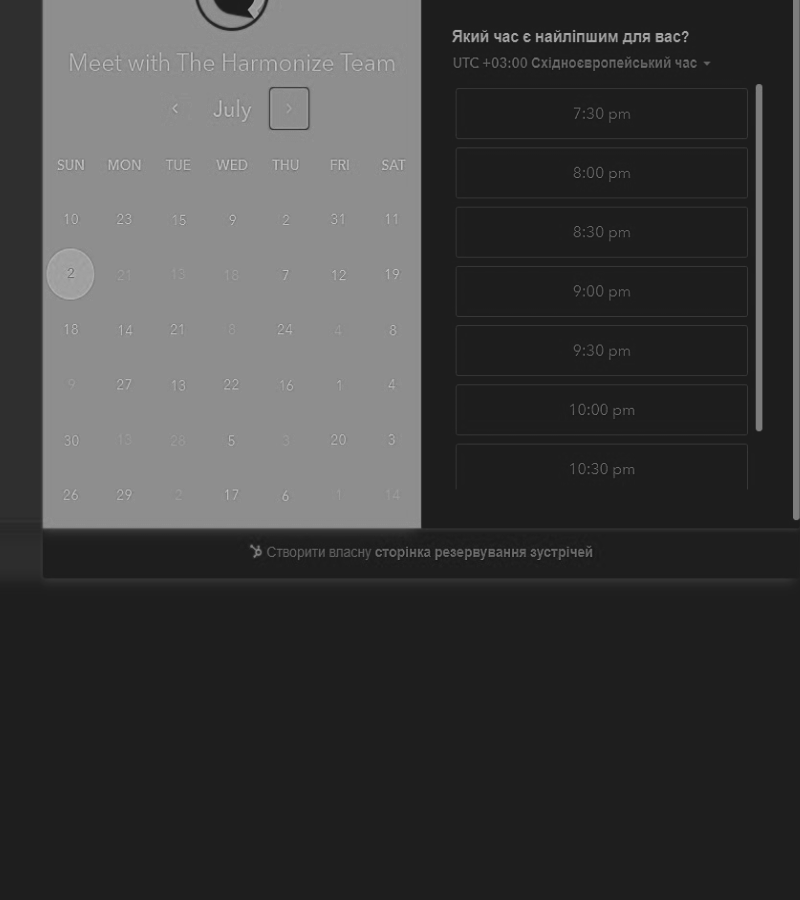 Meet with The Harmonize Team
July
SUN MON TUE WED THU FRI SAT
10 23 15 9 2 31 11
2 21 13 18 7 12 19
18 14 21 8 24 4 8
9 27 13 22 16 1 4
30 13 26 5 3 20 3
26 29 2 17 6 1 14
Який час є найліпшим для вас?
UTC +03:00 Східноєвропейський час
7:30 pm
8:00 pm
8:30 pm
9:00 pm
9:30 pm
10:00 pm
10:30 pm
Створити власну сторінка резервування зустрічей